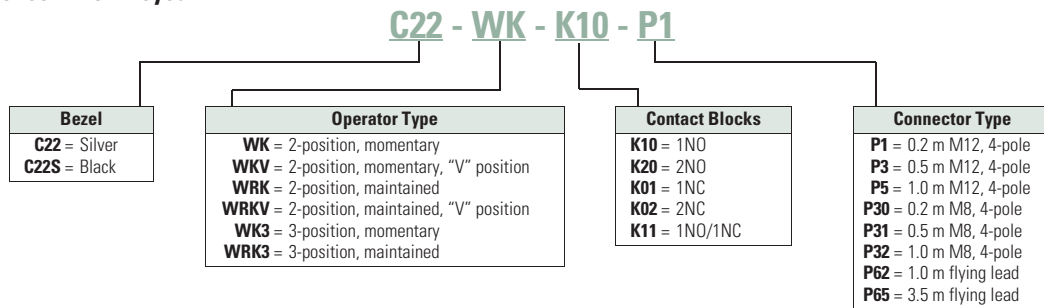 C22 - WK - K10 - P1
Bezel
C22 = Silver
C22S = Black
Operator Type
WK = 2-position, momentary
WKV = 2-position, momentary, “V” position
WRK = 2-position, maintained
WRKV = 2-position, maintained, “V” position
WK3 = 3-position, momentary
WRK3 = 3-position, maintained
Contact Blocks
K10 = 1NO
K20 = 2NO
K01 = 1NC
K02 = 2NC
K11 = 1NO/1NC
Connector Type
P1 = 0.2 m M12, 4-pole
P3 = 0.5 m M12, 4-pole
P5 = 1.0 m M12, 4-pole
P30 = 0.2 m M8, 4-pole
P31 = 0.5 m M8, 4-pole
P32 = 1.0 m M8, 4-pole
P62 = 1.0 m flying lead
P65 = 3.5 m flying lead